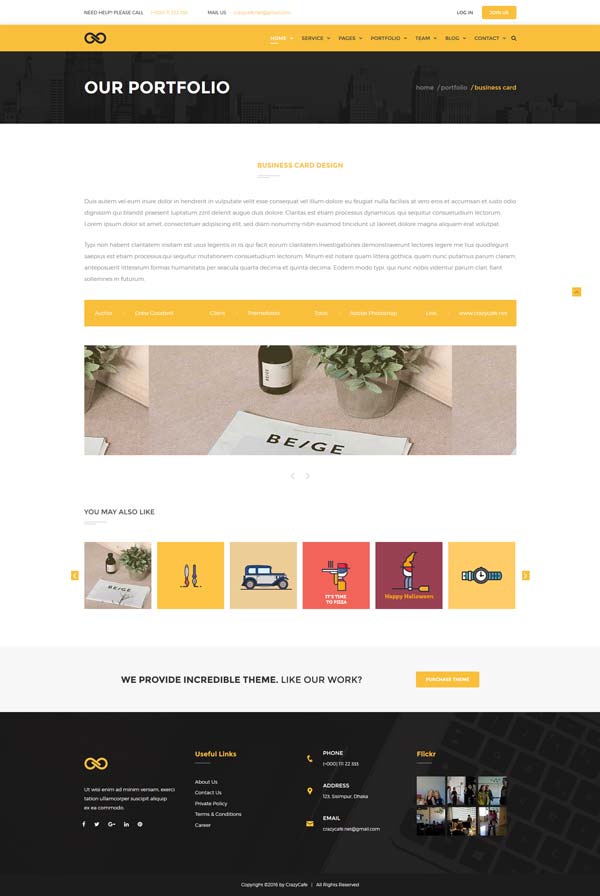 NEED HELP? PLEASE CALL (+000) 11 222 333 MAIL US crazycafe.net@gmail.com LOG IN JOIN US
HOME SERVICE PAGES PORTFOLIO TEAM BLOG CONTACT
OUR PORTFOLIO home / portfolio / business card
BUSINESS CARD DESIGN
Duis autem vel eum iriure dolor in hendrerit in vulputate velit esse consequat vel illum dolore eu feugiat nulla facilisis at vero eros et accumsan et iusto odio
dignissim qui blandit praesent luptatum zzril delenit augue duis dolore. Claritas est etiam processus dynamicus, qui sequitur consuetudium lectorum.
Lorem ipsum dolor sit amet, consectetuer adipiscing elit, sed diam nonummy nibh euismod tincidunt ut laoreet dolore magna aliquam erat volutpat.
Typi non habent claritatem insitam est usus legentis in iis qui facit eorum claritatem.Investigationes demonstraverunt lectores legere me lius quodlegunt
saepius est etiam processus qui sequitur mutationem consuetudium lectorum. Mirum est notare quam littera gothica, quam nunc putamus parum claram,
anteposuerit litterarum formas humanitatis per seacula quarta decima et quinta decima. Eodem modo typi, qui nunc nobis videntur parum clari, fiant
sollemnes in futurum.
Author : Client : Themeforest Tools : Adobe Photoshop Link : www.crazycafe.net
BEIGE
BE/GE
YOU MAY ALSO LIKE
IT'S TIME
TO PIZZA
Happy Halloween
WE PROVIDE INCREDIBLE THEME. LIKE OUR WORK? PURCHASE THEME
Useful Links
PHONE
Flickr
(+000) 111 22 333
Ut wisi enim ad minim veniam, exerci
tation ullamcorper suscipit aliquip
ex ea commodo.
About Us
Contact Us
Private Policy
Terms & Conditions
Career
ADDRESS
123, Sisimpur, Dhaka
EMAIL
crazycafe.net@gmail.com
Copyright ©2016 by CrazyCafe | All Rights Reserved